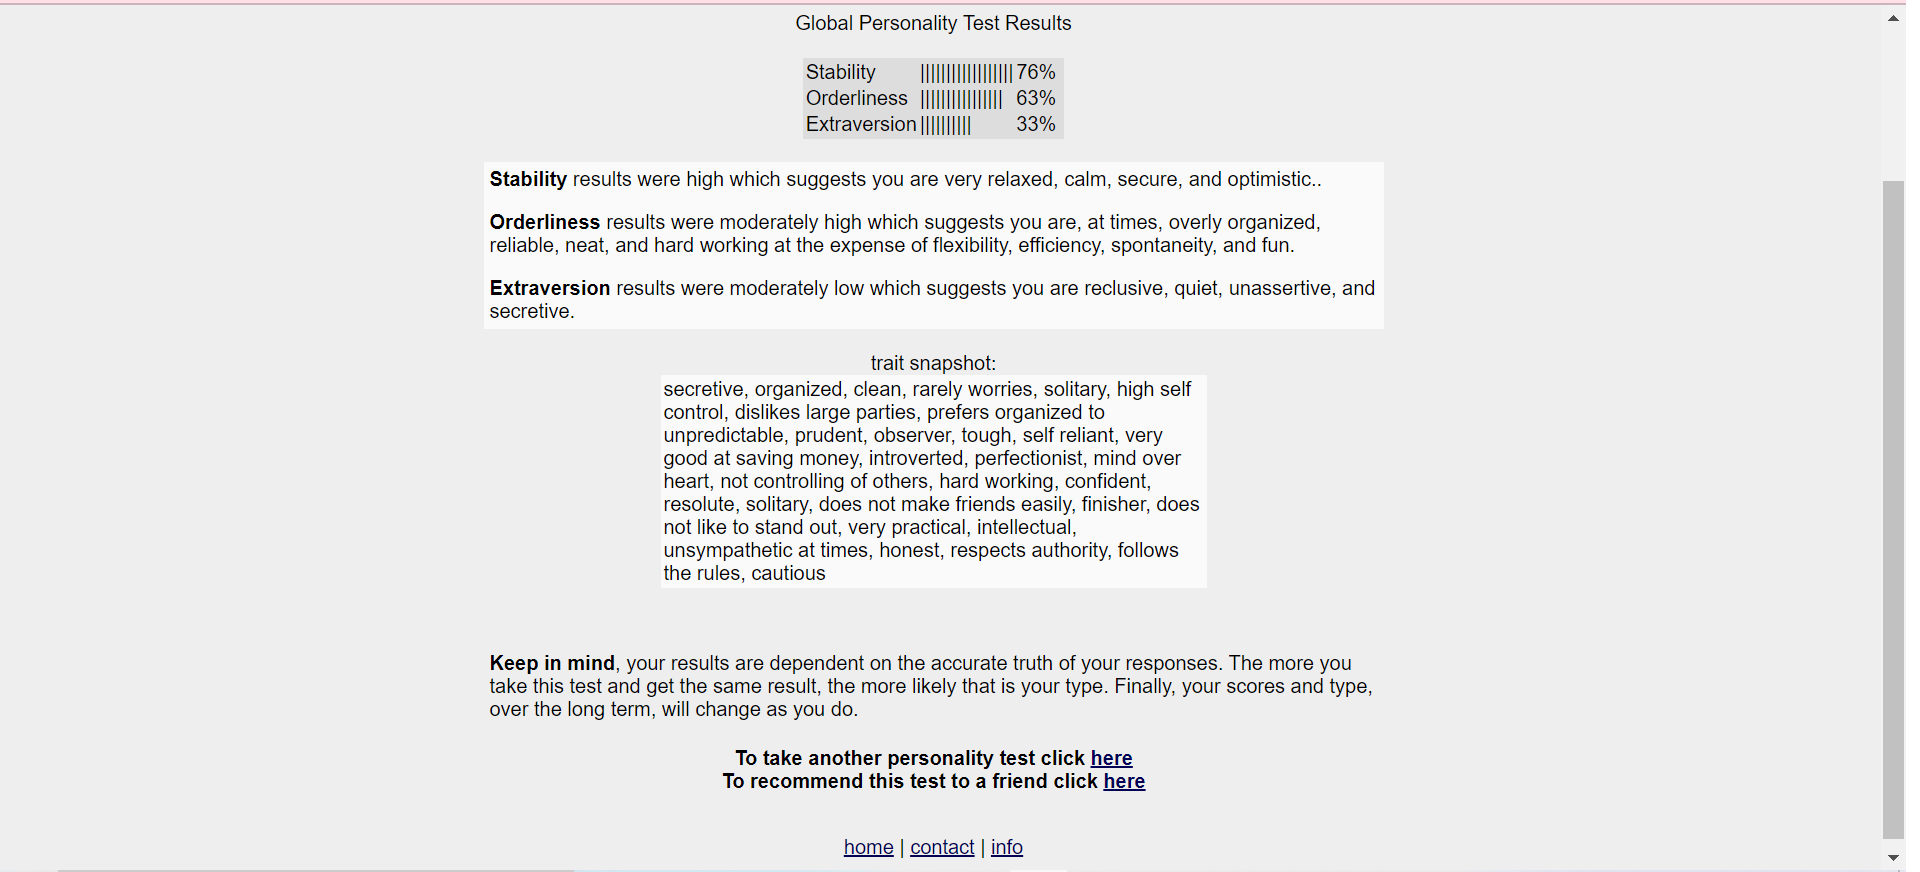 Global Personality Test Results
Stability |||||||||||||||||| 76%
Orderliness |||||||||||||||| 63%
Extraversion |||||||||| 33%
Stability results were high which suggests you are very relaxed, calm, secure, and optimistic..
Orderliness results were moderately high which suggests you are, at times, overly organized,
reliable, neat, and hard working at the expense of flexibility, efficiency, spontaneity, and fun.
Extraversion results were moderately low which suggests you are reclusive, quiet, unassertive, and
secretive.
trait snapshot:
secretive, organized, clean, rarely worries, solitary, high self
control, dislikes large parties, prefers organized to
unpredictable, prudent, observer, tough, self reliant, very
good at saving money, introverted, perfectionist, mind over
heart, not controlling of others, hard working, confident,
resolute, solitary, does not make friends easily, finisher, does
not like to stand out, very practical, intellectual,
unsympathetic at times, honest, respects authority, follows
the rules, cautious
Keep in mind, your results are dependent on the accurate truth of your responses. The more you
take this test and get the same result, the more likely that is your type. Finally, your scores and type,
over the long term, will change as you do.
To take another personality test click here
To recommend this test to a friend click here
home | contact | info